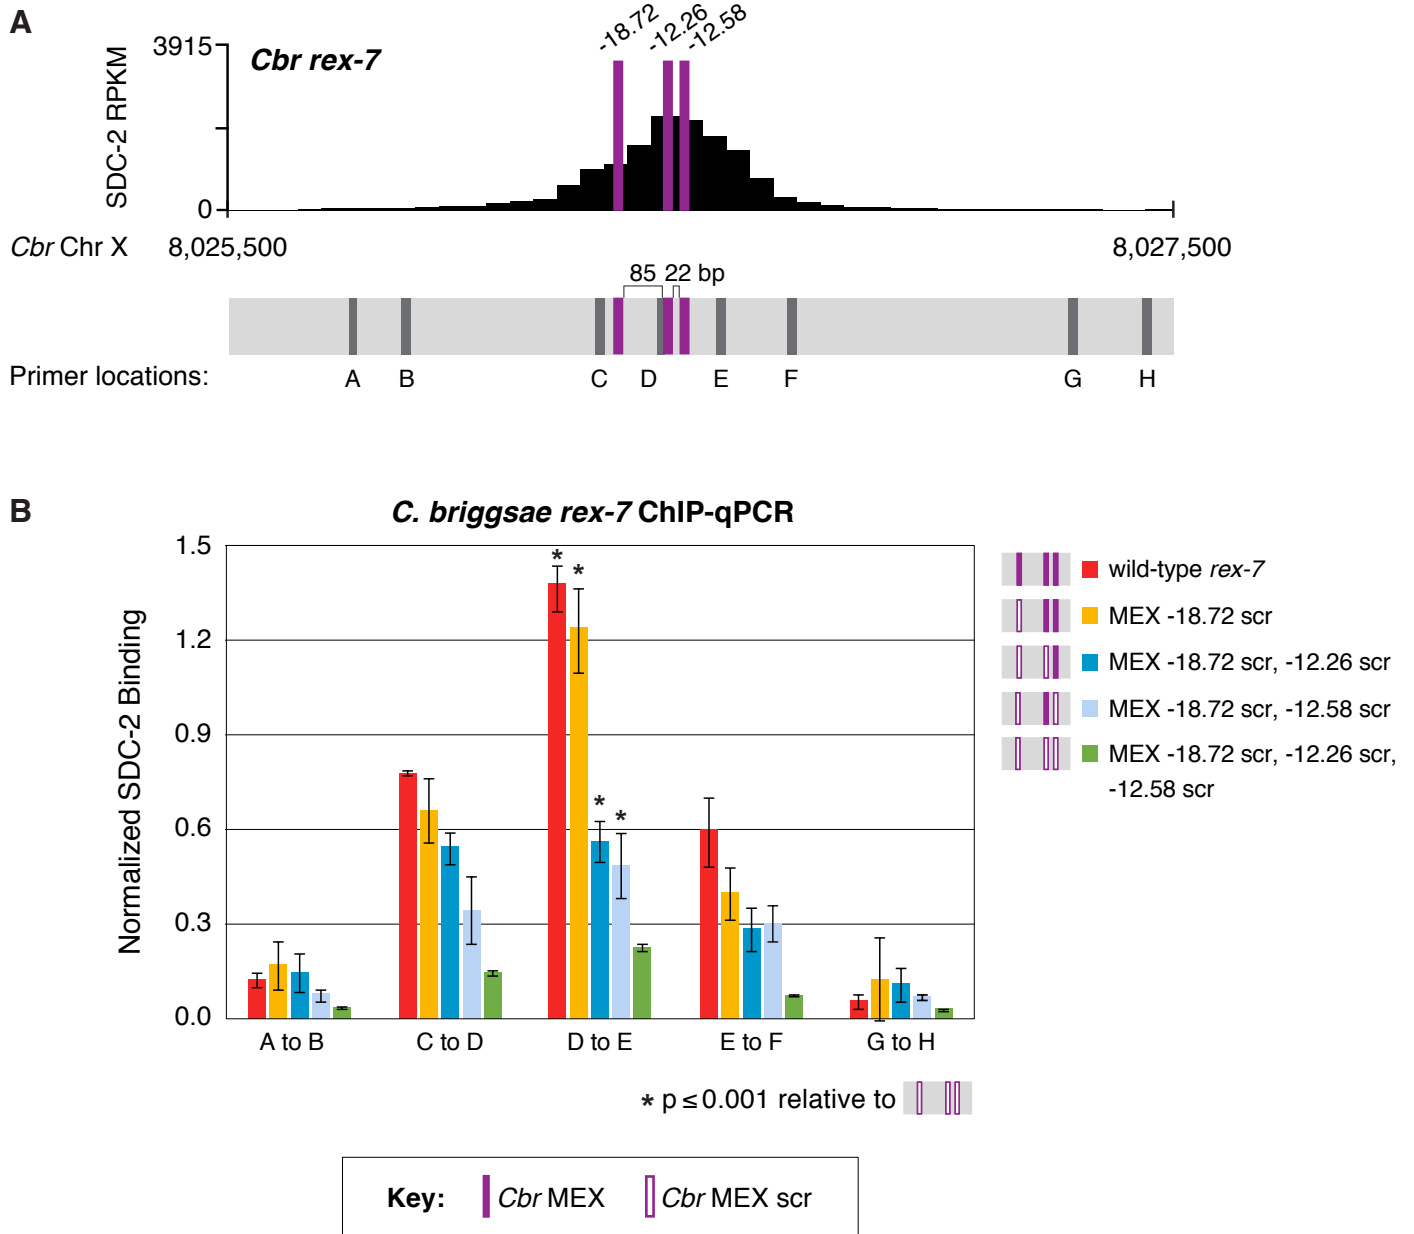 A
-18.72
-12.26
-12.58
3915
Cbr rex-7
SDC-2 RPKM
0
Cbr Chr X
8,025,500
8,027,500
85
22 bp
Primer locations:
A
B
C
D
E
F
G
H
B
C. briggsae rex-7 ChIP-qPCR
Normalized SDC-2 Binding
1.5
1.2
0.9
0.6
0.3
0.0
*
*
*
*
A to B
C to D
D to E
E to F
G to H
wild-type rex-7
MEX -18.72 scr
MEX -18.72 scr, -12.26 scr
MEX -18.72 scr, -12.58 scr
MEX -18.72 scr, -12.26 scr,
-12.58 scr
* p ≤ 0.001 relative to
Key:
Cbr MEX
Cbr MEX scr